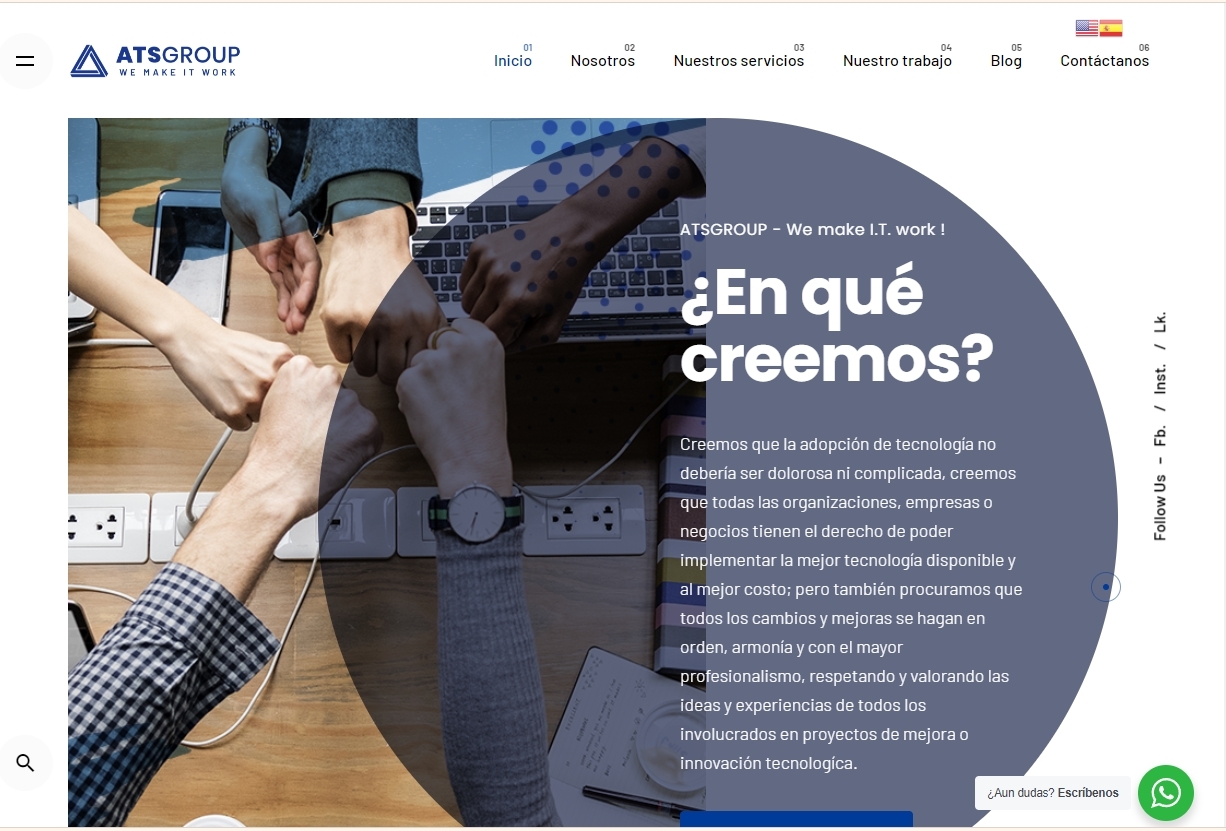 ATSGROUP
WE MAKE IT WORK
01
Inicio
02
Nosotros
03
Nuestros servicios
04
Nuestro trabajo
05
Blog
06
Contáctanos
ATSGROUP - We make I.T. work !
¿En qué
creemos?
Creemos que la adopción de tecnología no
debería ser dolorosa ni complicada, creemos
que todas las organizaciones, empresas o
negocios tienen el derecho de poder
implementar la mejor tecnología disponible y
al mejor costo; pero también procuramos que
todos los cambios y mejoras se hagan en
orden, armonía y con el mayor
profesionalismo, respetando y valorando las
ideas y experiencias de todos los
involucrados en proyectos de mejora o
innovación tecnologíca.
Follow Us - Fb. / Inst. / Lk.
¿Aun dudas? Escríbenos